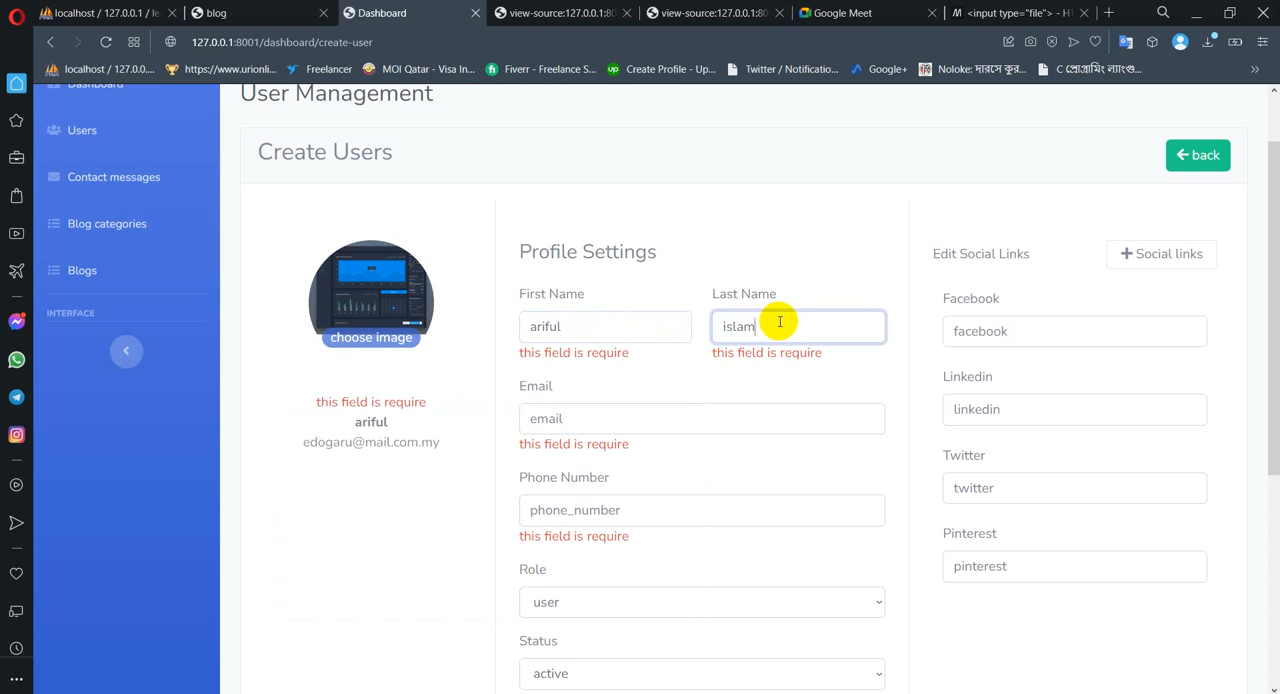 localhost / 127.0.0.1 / le
blog
Dashboard
view-source:127.0.0.1:80
view-source:127.0.0.1:80
Google Meet
<input type="file"> - HT
127.0.0.1:8001/dashboard/create-user
localhost / 127.0.0....
https://www.urionli...
Freelancer
MOI Qatar - Visa In...
Fiverr - Freelance S...
Create Profile - Up...
Twitter / Notificatio...
Google+
Noloke: দারসে কুর...
C প্রোগ্রামিং ল্যাংগু...
Dashboard
Users
Contact messages
Blog categories
Blogs
INTERFACE
User Management
Create Users
back
choose image
this field is require
ariful
edogaru@mail.com.my
Profile Settings
First Name
Last Name
ariful
islam
this field is require
this field is require
Email
email
this field is require
Phone Number
phone_number
this field is require
Role
user
Status
active
Edit Social Links
Social links
Facebook
facebook
Linkedin
linkedin
Twitter
twitter
Pinterest
pinterest